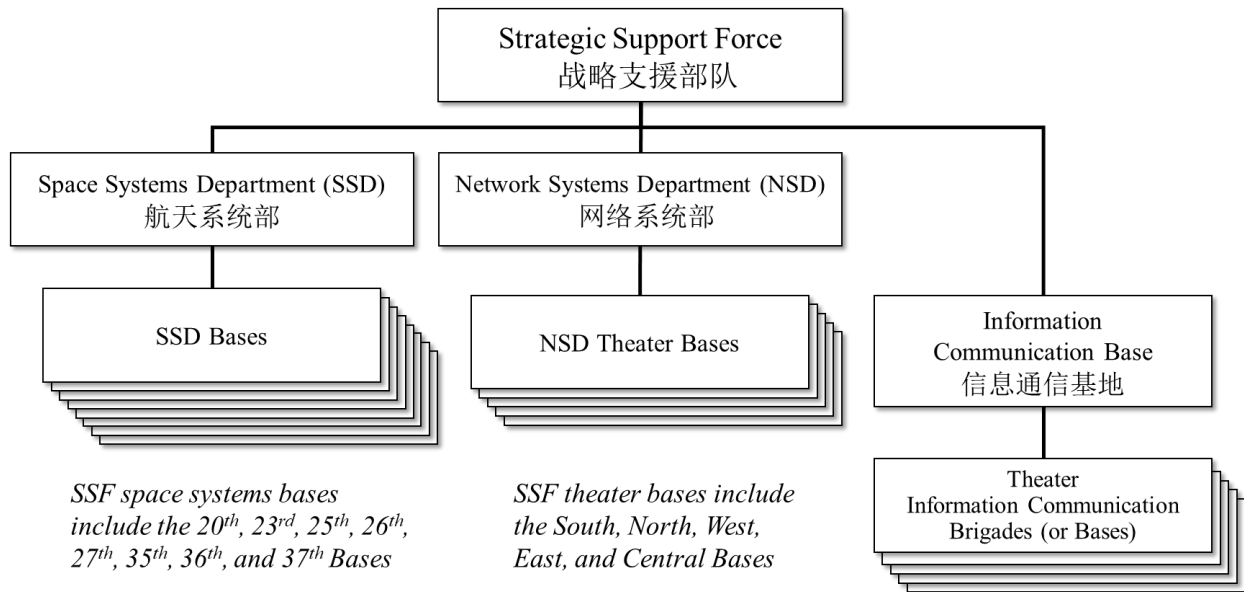 Strategic Support Force
战略支援部队
Space Systems Department (SSD)
航天系统部
Network Systems Department (NSD)
网络系统部
SSD Bases
NSD Theater Bases
Information
Communication Base
信息通信基地
SSF space systems bases
include the 20th, 23rd, 25th, 26th,
27th, 35th, 36th, and 37th Bases
SSF theater bases include
the South, North, West,
East, and Central Bases
Theater
Information Communication
Brigades (or Bases)